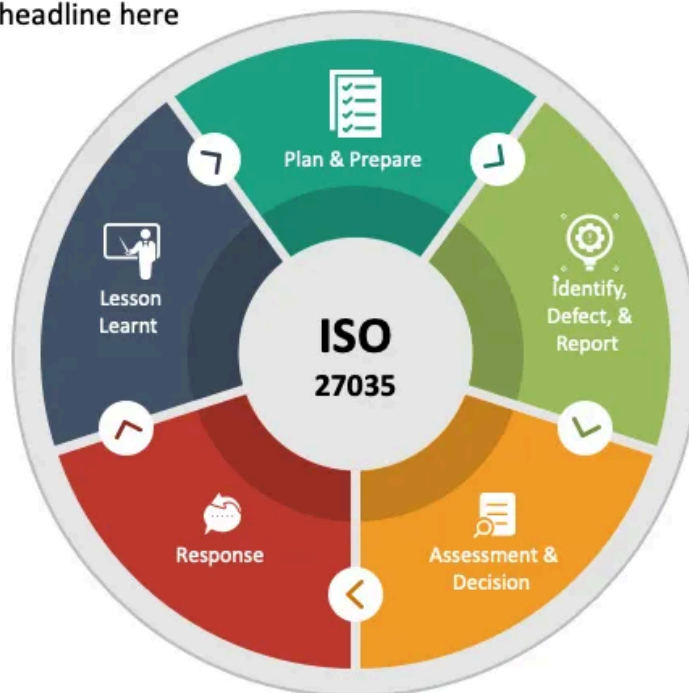 headline here
Plan & Prepare
Identify,
Defect, &
Report
Assessment &
Decision
Response
Lesson
Learnt
ISO
27035